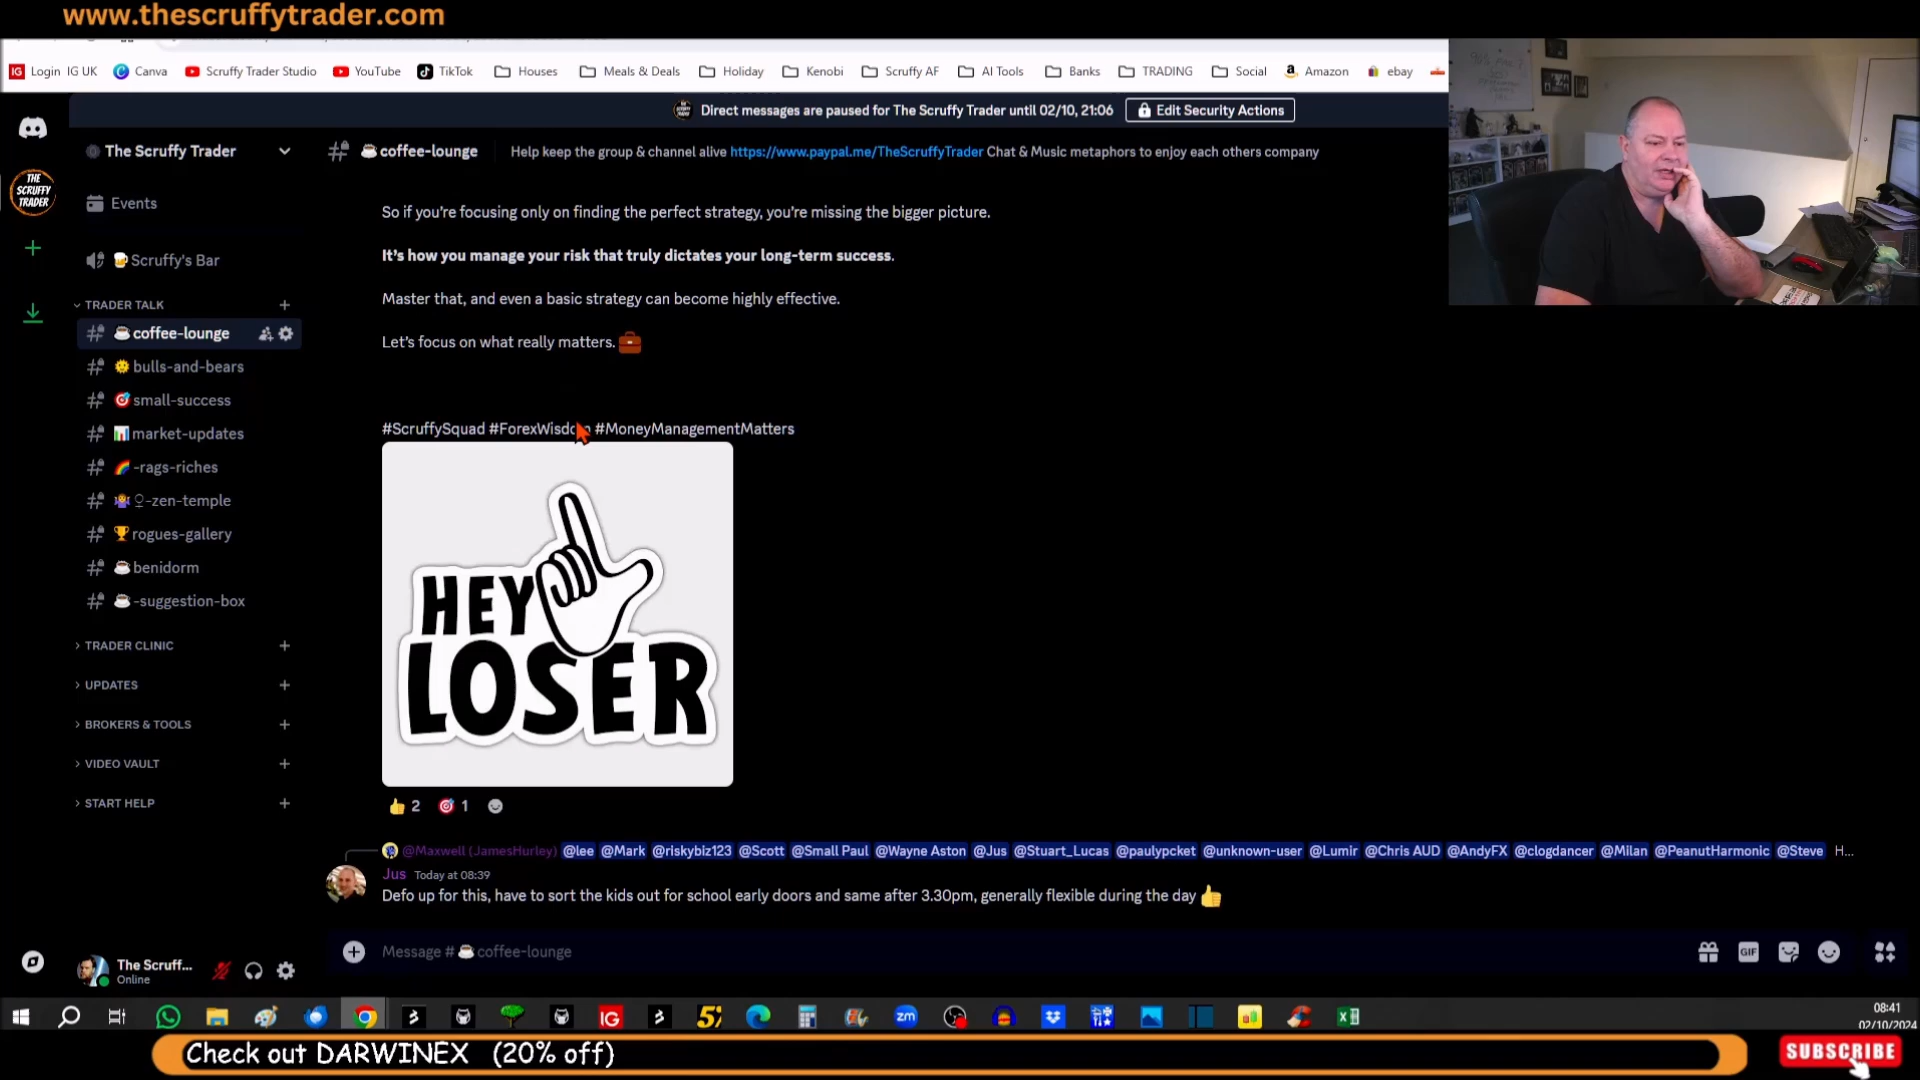 www.thescruffytrader.com
IG Login IG UK Canva Scruffy Trader Studio YouTube TikTok Houses Meals & Deals Holiday Kenobi Scruffy AF AI Tools Banks TRADING Social Amazon ebay
Direct messages are paused for The Scruffy Trader until 02/10, 21:06 Edit Security Actions
The Scruffy Trader
coffee-lounge Help keep the group & channel alive https://www.paypal.me/TheScruffyTrader Chat & Music metaphors to enjoy each others company
THE SCRUFFY TRADER
Events
Scruffy's Bar
TRADER TALK
coffee-lounge
bulls-and-bears
small-success
market-updates
-rags-riches
-zen-temple
rogues-gallery
benidorm
-suggestion-box
TRADER CLINIC
UPDATES
BROKERS & TOOLS
VIDEO VAULT
START HELP
The Scruff...
Online
So if you're focusing only on finding the perfect strategy, you're missing the bigger picture.
It's how you manage your risk that truly dictates your long-term success.
Master that, and even a basic strategy can become highly effective.
Let's focus on what really matters.
#ScruffySquad #ForexWisdom #MoneyManagementMatters
HEY
LOSER
2 1
@Maxwell (JamesHurley) @lee @Mark @riskybiz123 @Scott @Small Paul @Wayne Aston @Jus @Stuart_Lucas @paulypcket @unknown-user @Lumir @Chris AUD @AndyFX @clogdancer @Milan @PeanutHarmonic @Steve H...
Jus Today at 08:39
Defo up for this, have to sort the kids out for school early doors and same after 3.30pm, generally flexible during the day
Message # coffee-lounge
GIF
IG 5 zm
08:41
02/10/2024
Check out DARWINEX (20% off)
SUBSCRIBE